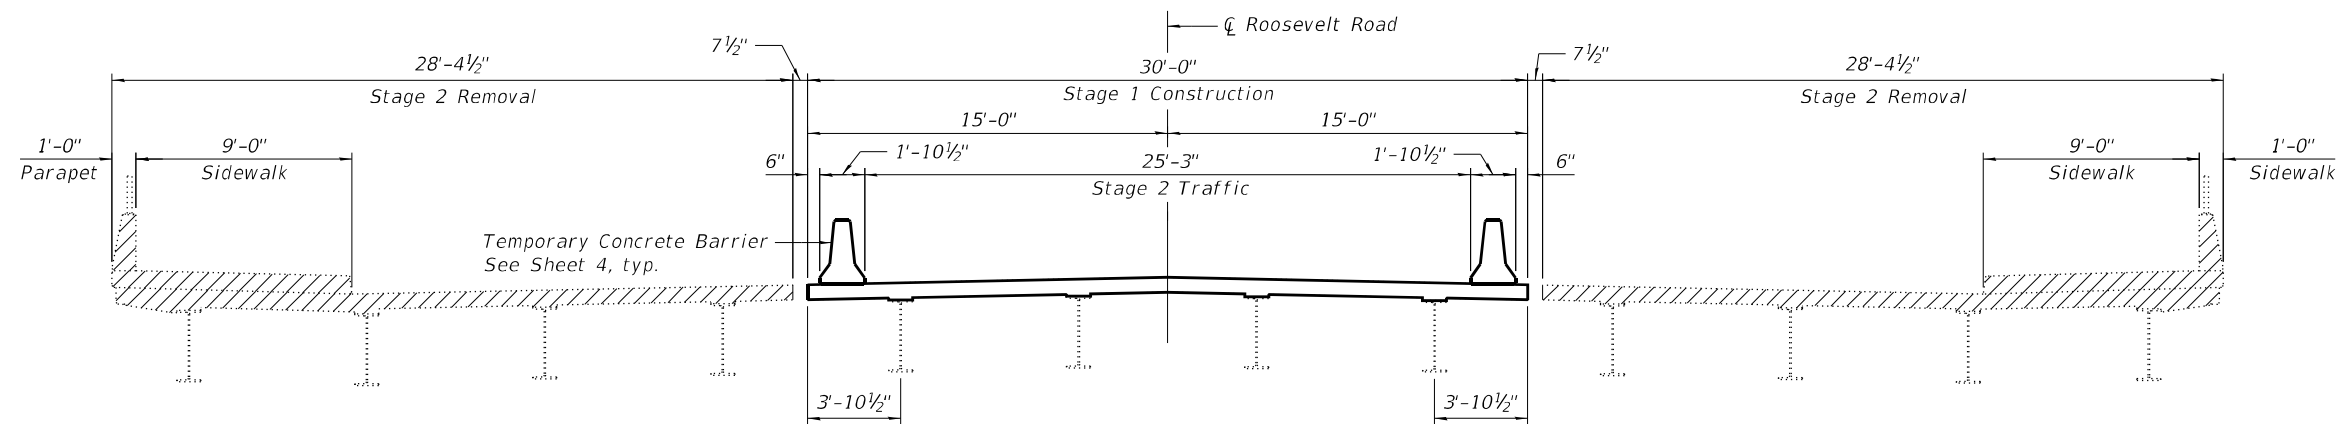 ℄ Roosevelt Road
7½" 7½"
28'-4½" 30'-0" 28'-4½"
Stage 2 Removal Stage 1 Construction Stage 2 Removal
15'-0" 15'-0"
1'-0" 9'-0" 6" 1'-10½" 25'-3" 1'-10½" 6" 9'-0" 1'-0"
Parapet Sidewalk Stage 2 Traffic Sidewalk Sidewalk
Temporary Concrete Barrier
See Sheet 4, typ.
3'-10½" 3'-10½"